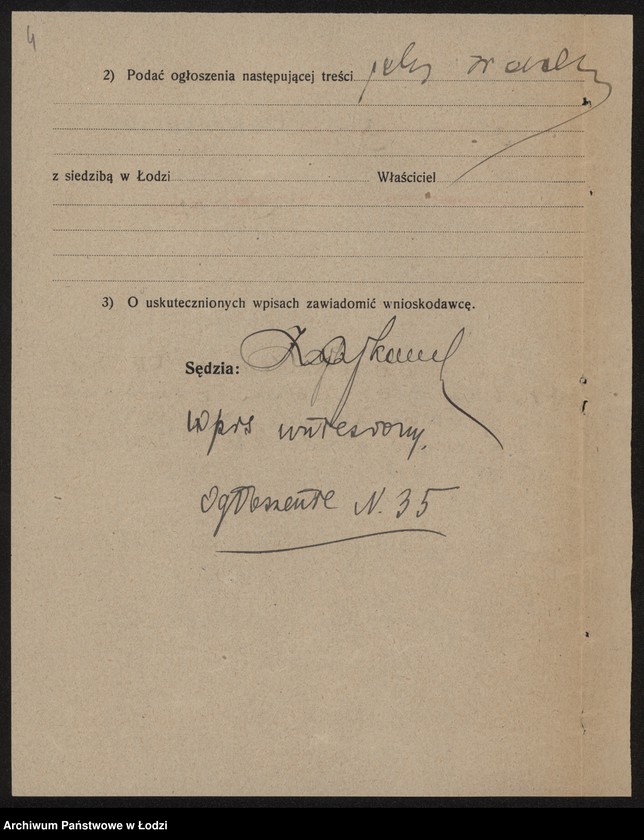 4
2) Podać ogłoszenia następującej treści
z siedzibą w Łodzi Właściciel
3) O uskutecznionych wpisach zawiadomić wnioskodawcę.
Sędzia:
Wpis wniesiony.
Ogłoszenie N. 35
Archiwum Państwowe w Łodzi